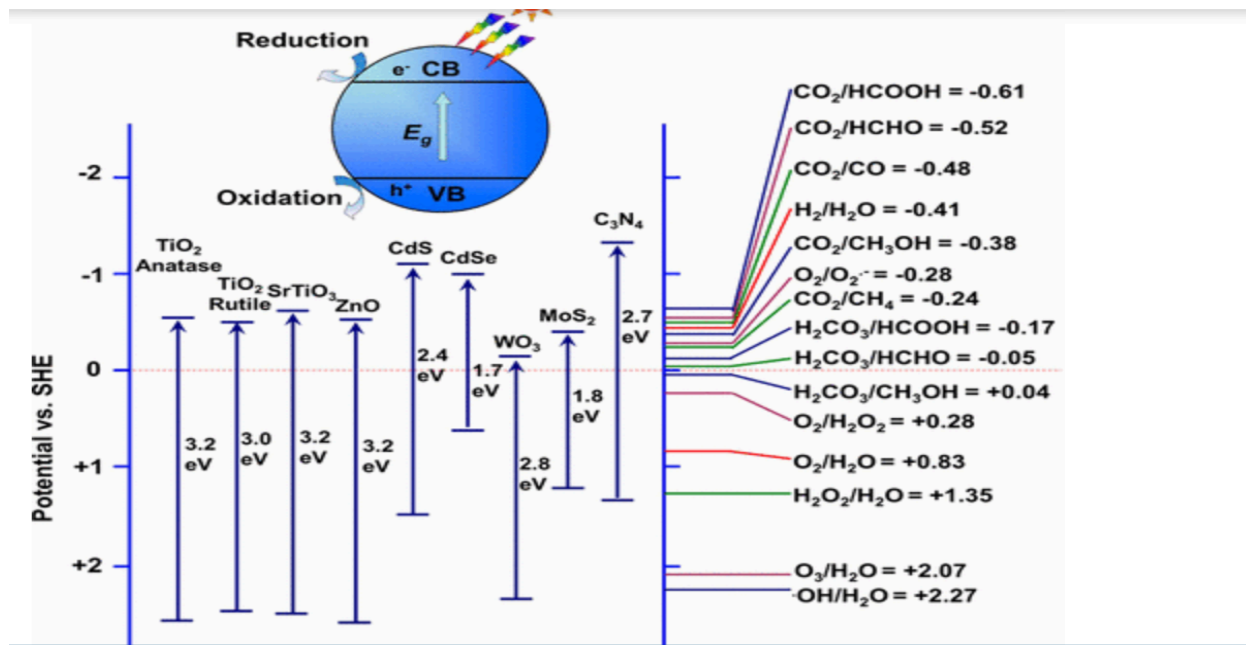 Reduction
e⁻ CB
E_g
Oxidation
h⁺ VB
Potential vs. SHE
-2
-1
0
+1
+2
TiO₂
Anatase
3.2
eV
TiO₂
Rutile
3.0
eV
SrTiO₃
3.2
eV
ZnO
3.2
eV
CdS
2.4
eV
CdSe
1.7
eV
WO₃
2.8
eV
MoS₂
1.8
eV
C₃N₄
2.7
eV
CO₂/HCOOH = -0.61
CO₂/HCHO = -0.52
CO₂/CO = -0.48
H₂/H₂O = -0.41
CO₂/CH₃OH = -0.38
O₂/O₂·⁻ = -0.28
CO₂/CH₄ = -0.24
H₂CO₃/HCOOH = -0.17
H₂CO₃/HCHO = -0.05
H₂CO₃/CH₃OH = +0.04
O₂/H₂O₂ = +0.28
O₂/H₂O = +0.83
H₂O₂/H₂O = +1.35
O₃/H₂O = +2.07
·OH/H₂O = +2.27